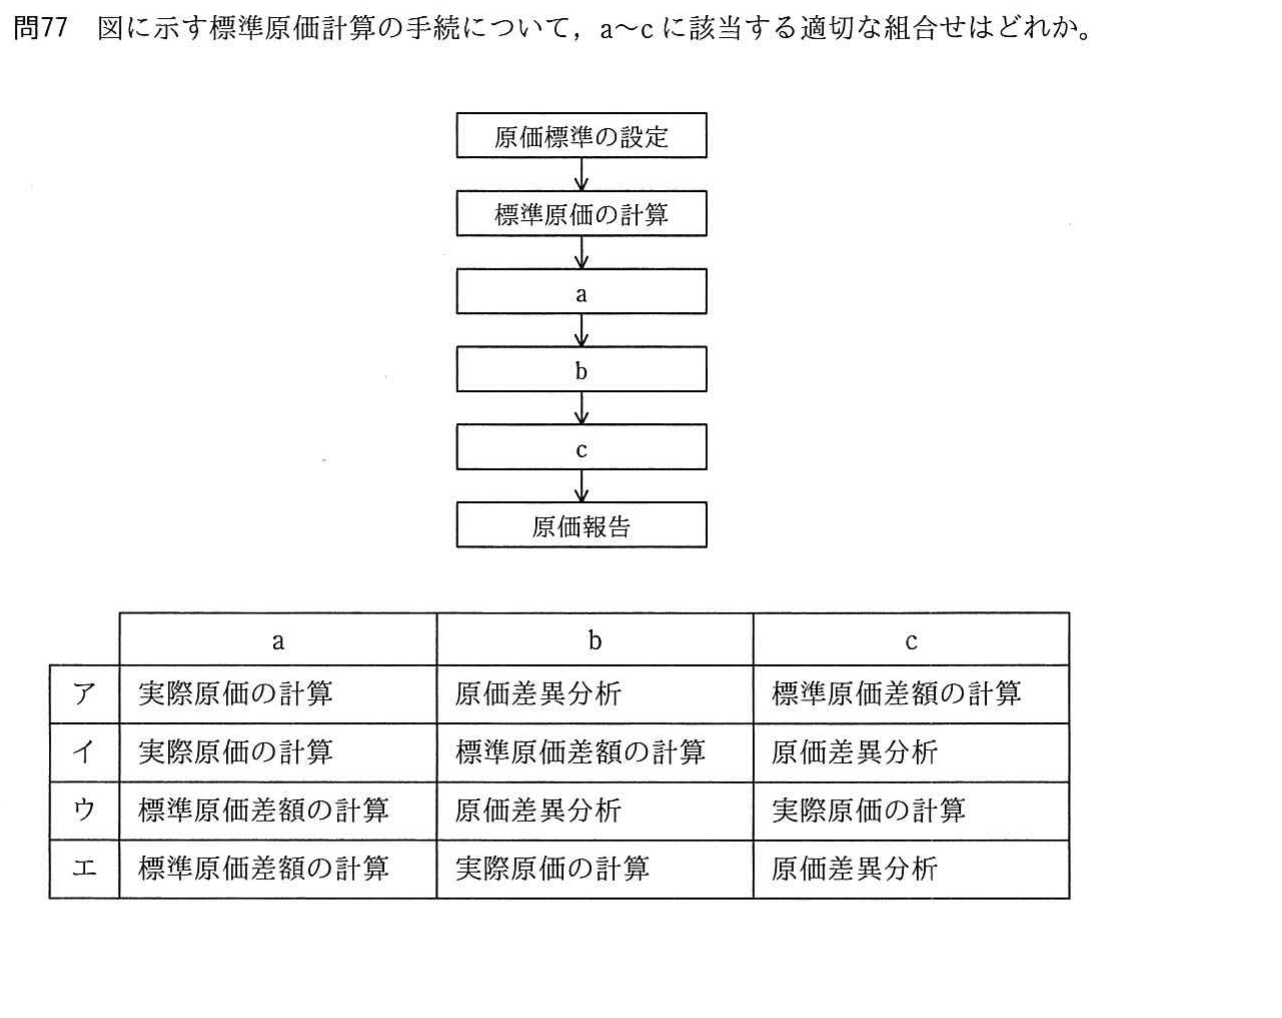 問77 図に示す標準原価計算の手続について，a～c に該当する適切な組合せはどれか。
原価標準の設定
標準原価の計算
a
b
c
原価報告
a b c
ア 実際原価の計算 原価差異分析 標準原価差額の計算
イ 実際原価の計算 標準原価差額の計算 原価差異分析
ウ 標準原価差額の計算 原価差異分析 実際原価の計算
エ 標準原価差額の計算 実際原価の計算 原価差異分析